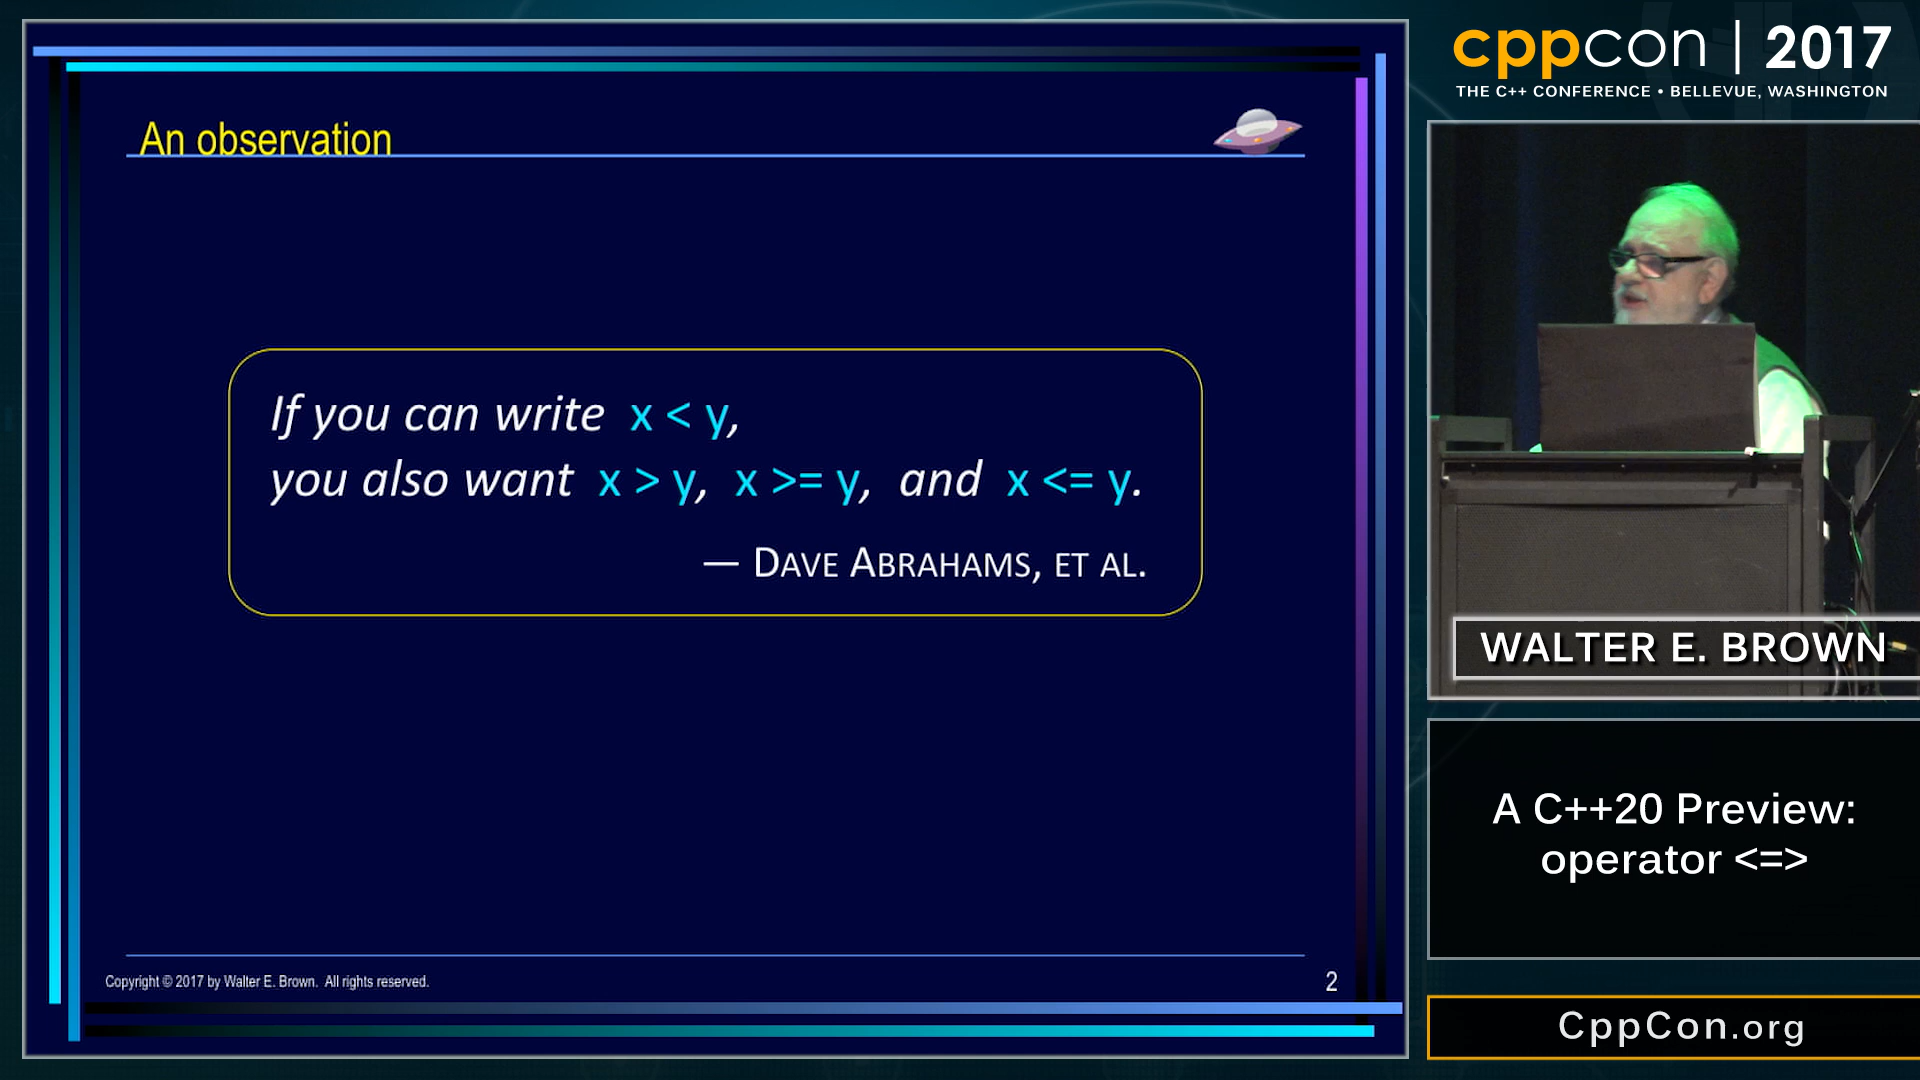 An observation
If you can write x < y,
you also want x > y, x >= y, and x <= y.
— DAVE ABRAHAMS, ET AL.
Copyright © 2017 by Walter E. Brown. All rights reserved.
2
cppcon | 2017
THE C++ CONFERENCE • BELLEVUE, WASHINGTON
WALTER E. BROWN
A C++20 Preview:
operator <=>
CppCon.org